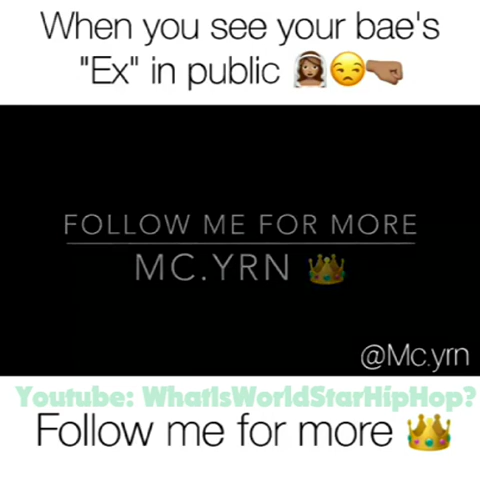 When you see your bae's
"Ex" in public 👰🏽😒🤜🏽
FOLLOW ME FOR MORE
MC.YRN 👑
@Mc.yrn
Youtube: WhatIsWorldStarHipHop?
Follow me for more 👑